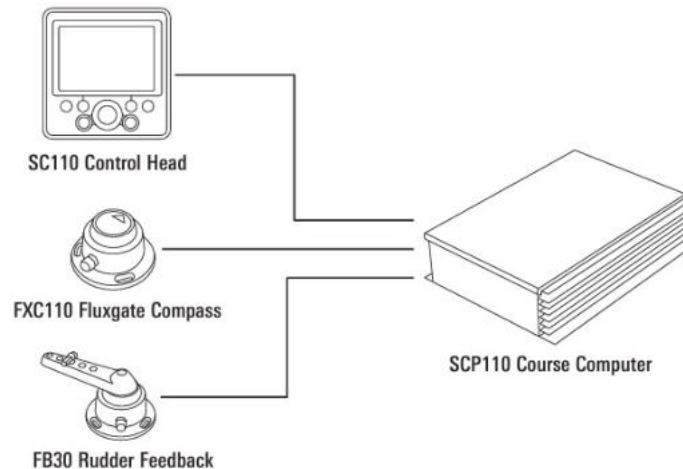 SC110 Control Head
FXC110 Fluxgate Compass
SCP110 Course Computer
FB30 Rudder Feedback